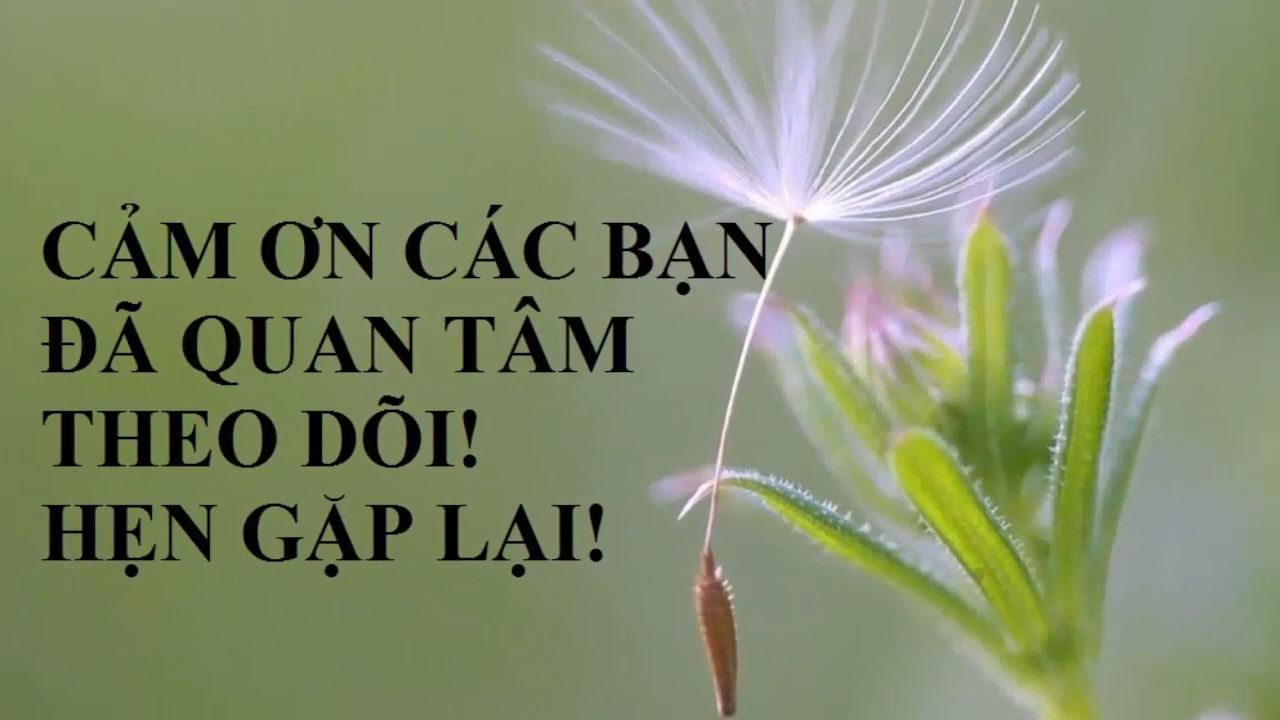 CẢM ƠN CÁC BẠN
ĐÃ QUAN TÂM
THEO DÕI!
HẸN GẶP LẠI!